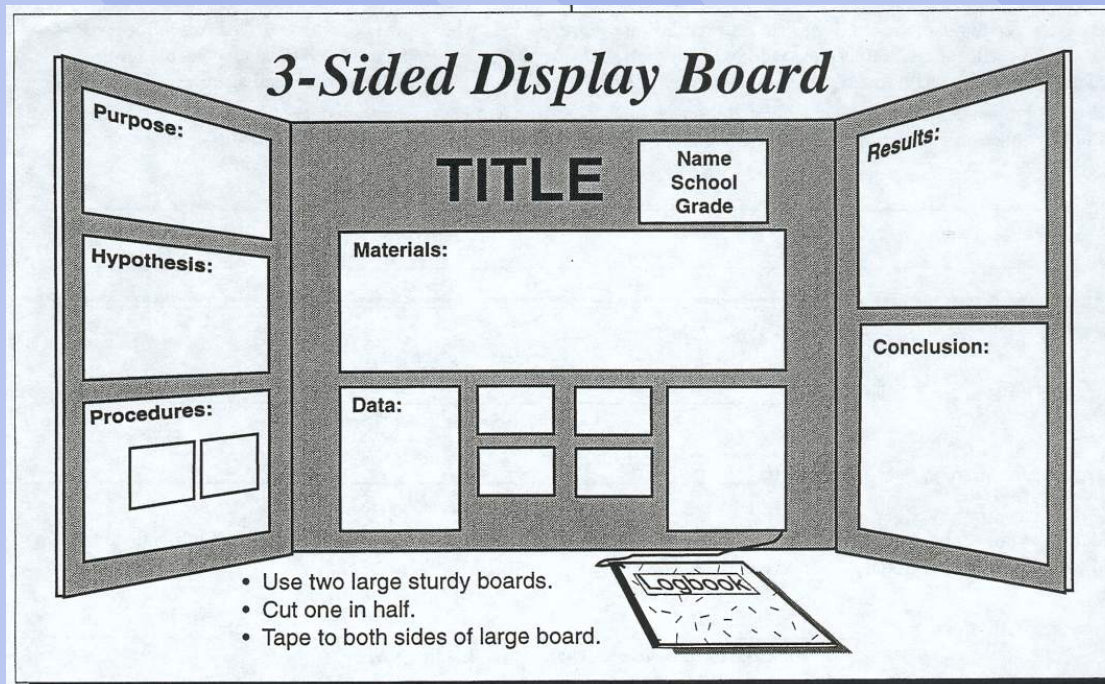 3-Sided Display Board
Purpose:
Hypothesis:
Procedures:
TITLE
Name
School
Grade
Materials:
Data:
Results:
Conclusion:
• Use two large sturdy boards.
• Cut one in half.
• Tape to both sides of large board.
Logbook